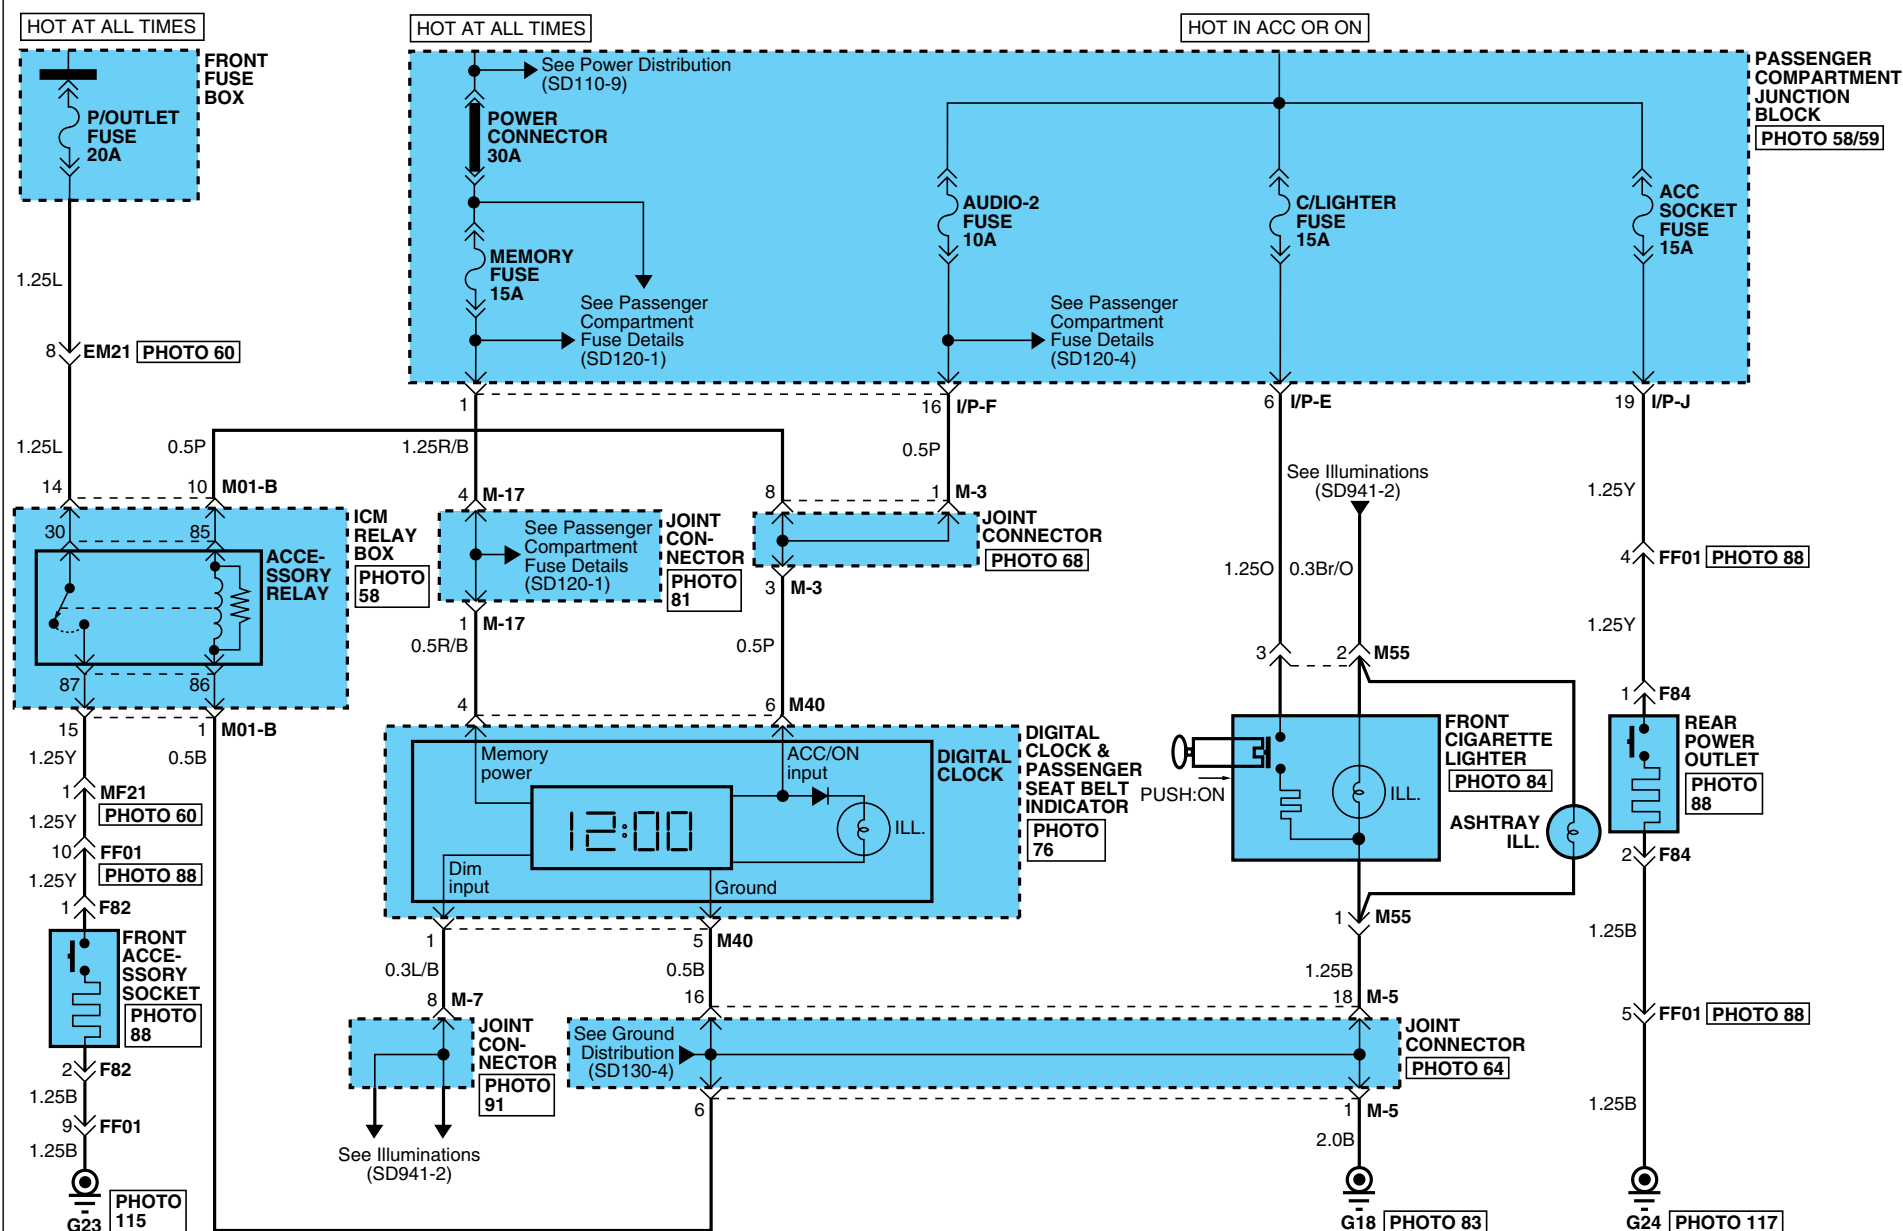 HOT AT ALL TIMES
HOT AT ALL TIMES
HOT IN ACC OR ON
FRONT
FUSE
BOX
P/OUTLET
FUSE
20A
See Power Distribution
(SD110-9)
POWER
CONNECTOR
30A
MEMORY
FUSE
15A
See Passenger
Compartment
Fuse Details
(SD120-1)
AUDIO-2
FUSE
10A
See Passenger
Compartment
Fuse Details
(SD120-4)
C/LIGHTER
FUSE
15A
ACC
SOCKET
FUSE
15A
PASSENGER
COMPARTMENT
JUNCTION
BLOCK
PHOTO 58/59
1.25L
8 EM21 PHOTO 60
1 16 I/P-F 6 I/P-E 19 I/P-J
1.25L 0.5P 1.25R/B 0.5P
See Illuminations
(SD941-2)
1.25Y
14 10 M01-B 4 M-17 8 1 M-3
30 85
ICM
RELAY
BOX
PHOTO
58
ACCE-
SSORY
RELAY
87 86
See Passenger
Compartment
Fuse Details
(SD120-1)
JOINT
CON-
NECTOR
PHOTO
81
JOINT
CONNECTOR
PHOTO 68
4 FF01 PHOTO 88
1.25O 0.3Br/O
1 M-17 3 M-3
0.5R/B 0.5P
1.25Y
3 2 M55
1 F84
15 1 M01-B 4 6 M40
1.25Y 0.5B
1 MF21
PHOTO 60
1.25Y
10 FF01
PHOTO 88
1.25Y
1 F82
Memory
power
ACC/ON
input
DIGITAL
CLOCK
12:00
ILL.
Dim
input
Ground
DIGITAL
CLOCK &
PASSENGER
SEAT BELT
INDICATOR
PHOTO
76
PUSH:ON
ILL.
FRONT
CIGARETTE
LIGHTER
PHOTO 84
ASHTRAY
ILL.
REAR
POWER
OUTLET
PHOTO
88
2 F84
1 M55
FRONT
ACCE-
SSORY
SOCKET
PHOTO
88
1 5 M40
0.3L/B 0.5B 1.25B
1.25B
8 M-7 16 18 M-5
JOINT
CON-
NECTOR
PHOTO
91
See Ground
Distribution
(SD130-4)
JOINT
CONNECTOR
PHOTO 64
5 FF01 PHOTO 88
2 F82
1.25B
9 FF01
1.25B
6 1 M-5
2.0B
1.25B
See Illuminations
(SD941-2)
G23 PHOTO
115
G18 PHOTO 83
G24 PHOTO 117